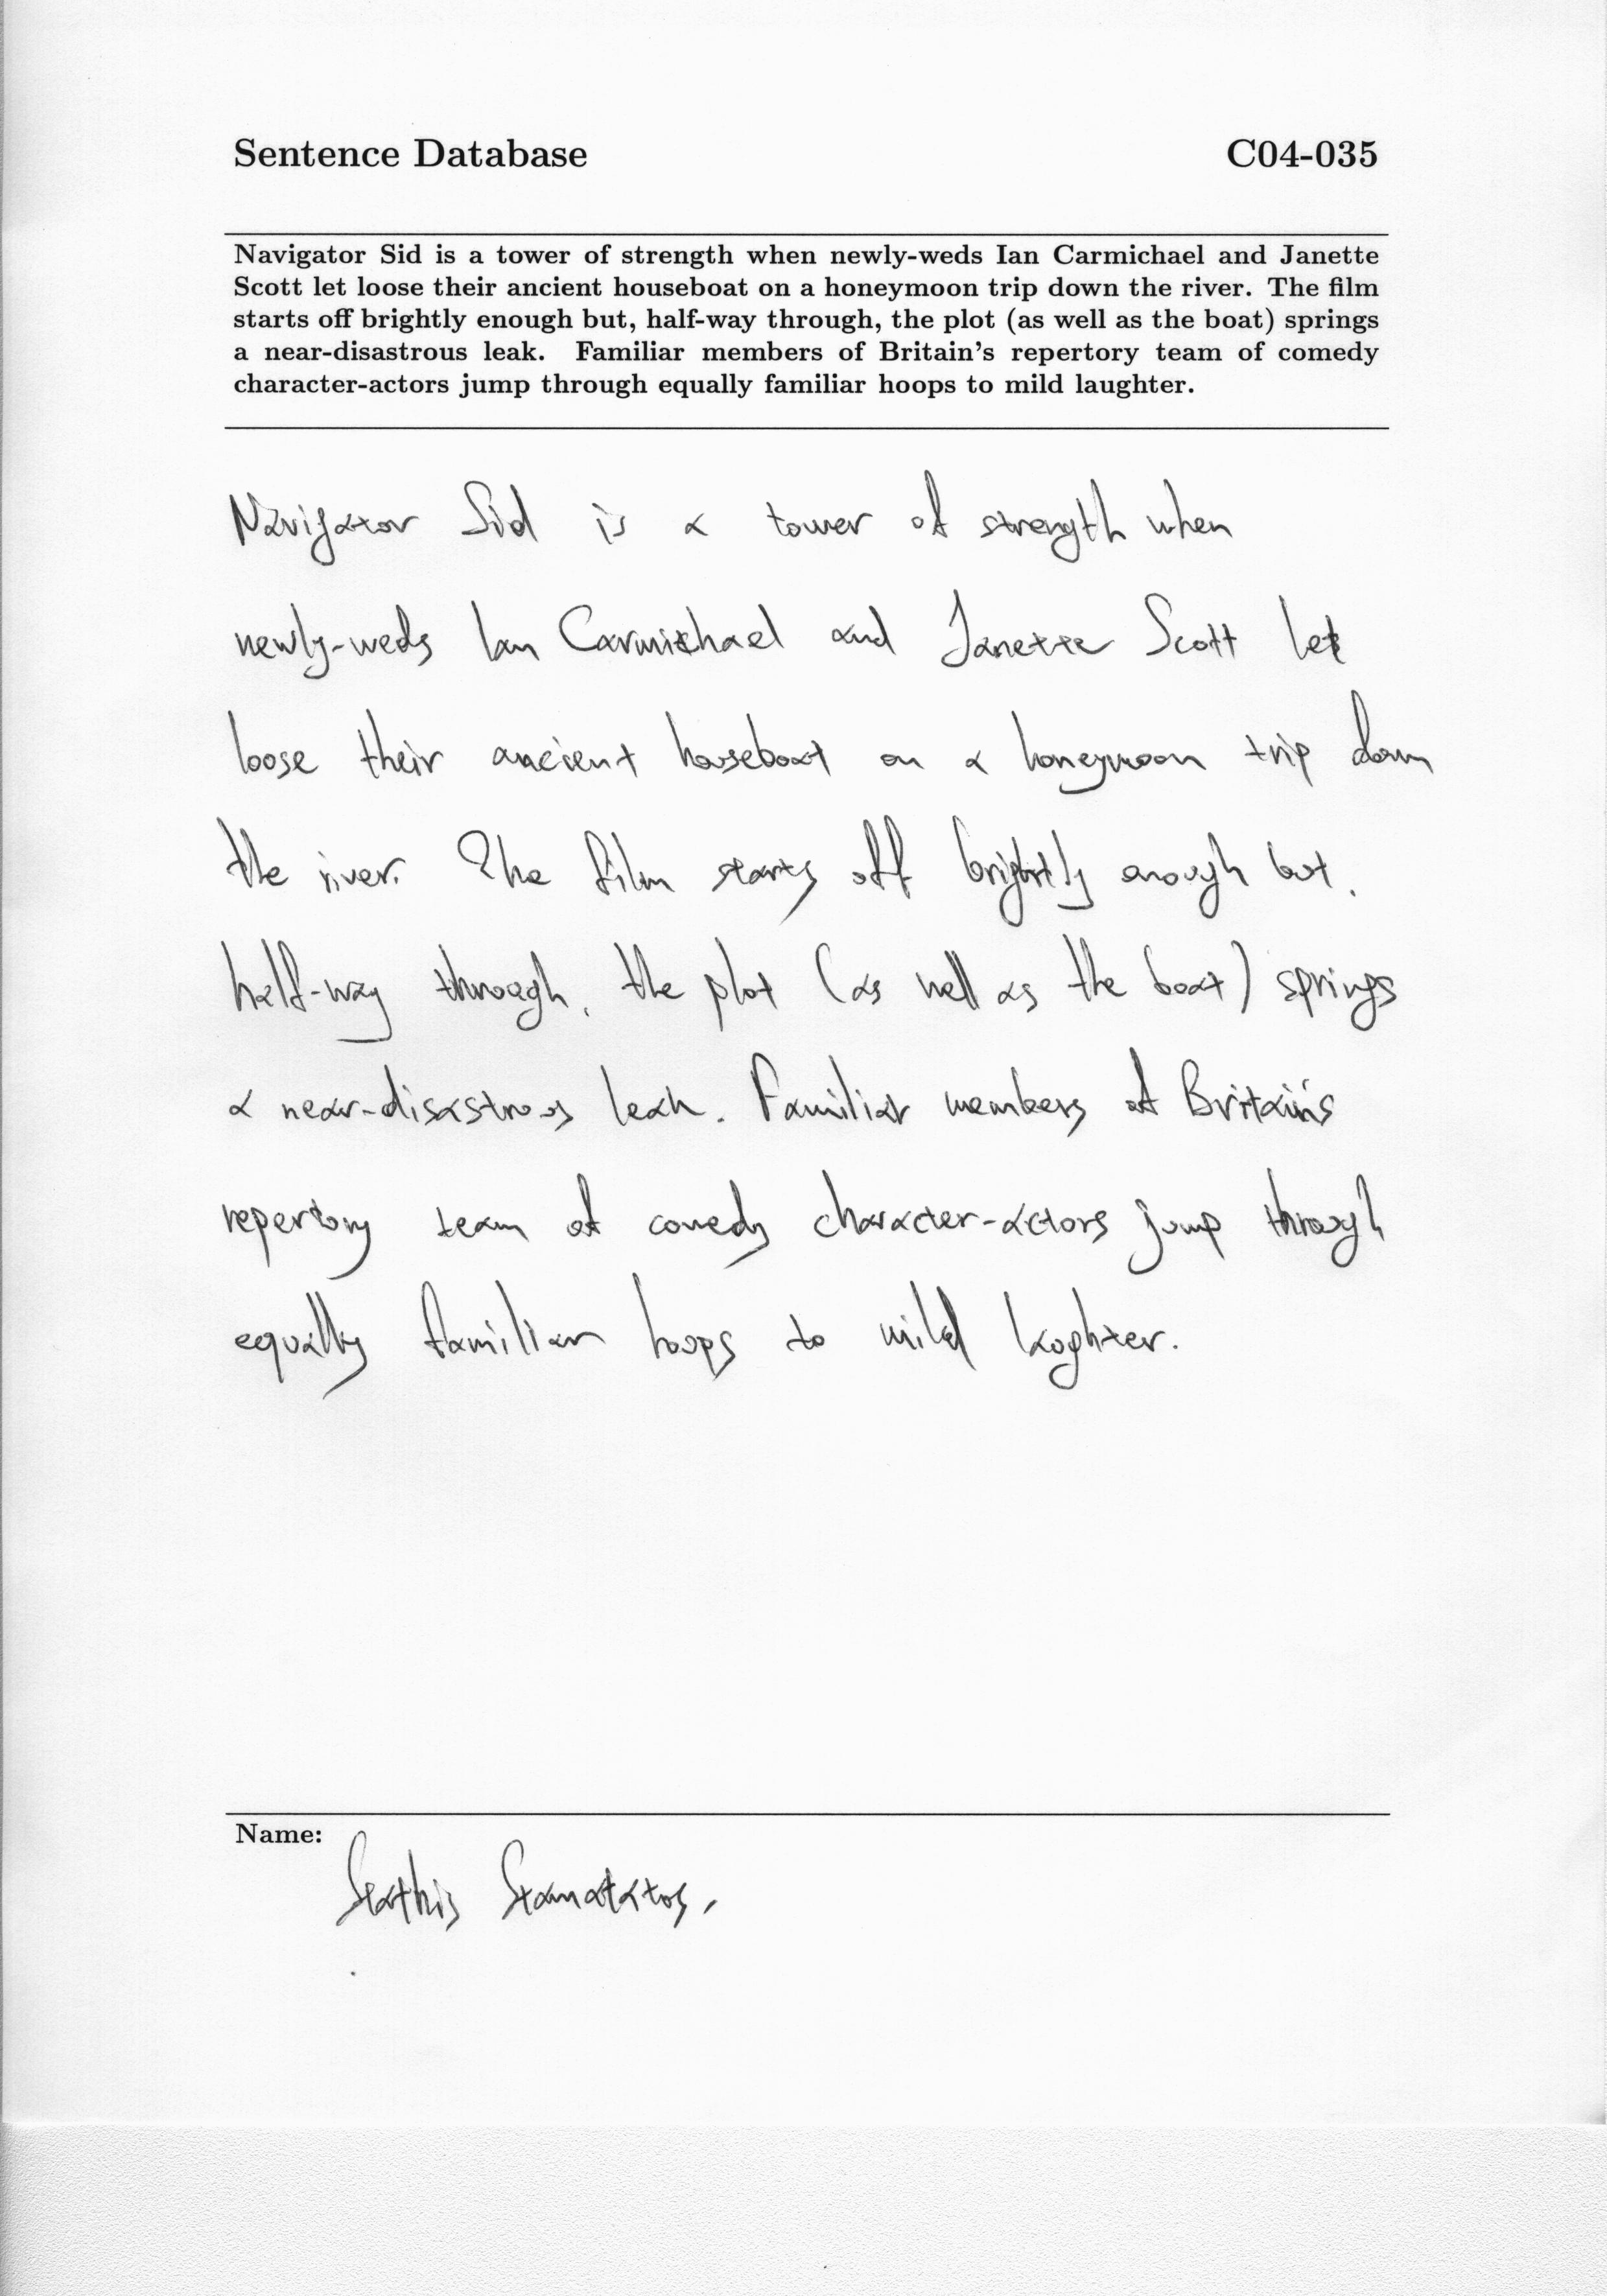 Sentence Database C04-035
Navigator Sid is a tower of strength when newly-weds Ian Carmichael and Janette
Scott let loose their ancient houseboat on a honeymoon trip down the river. The film
starts off brightly enough but, half-way through, the plot (as well as the boat) springs
a near-disastrous leak. Familiar members of Britain's repertory team of comedy
character-actors jump through equally familiar hoops to mild laughter.
Navigator Sid is a tower of strength when
newly-weds Ian Carmichael and Janette Scott let
loose their ancient houseboat on a honeymoon trip down
the river. The film starts off brightly enough but,
half-way through, the plot (as well as the boat) springs
a near-disastrous leak. Familiar members of Britain's
repertory team of comedy character-actors jump through
equally familiar hoops to mild laughter.
Name:
Stathis Stamatatos,